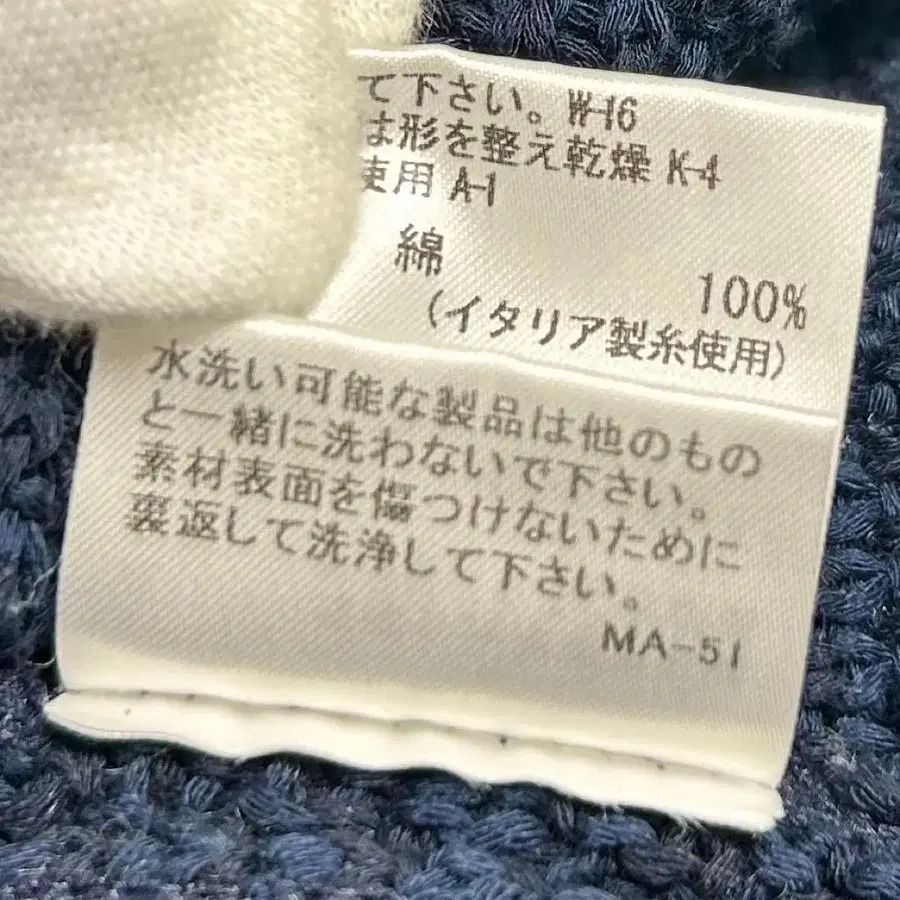 て下さい。W-16
は形を整え乾燥 K-4
使用 A-1
綿 100%
(イタリア製糸使用)
水洗い可能な製品は他のもの
と一緒に洗わないで下さい。
素材表面を傷つけないために
裏返して洗浄して下さい。
MA-51